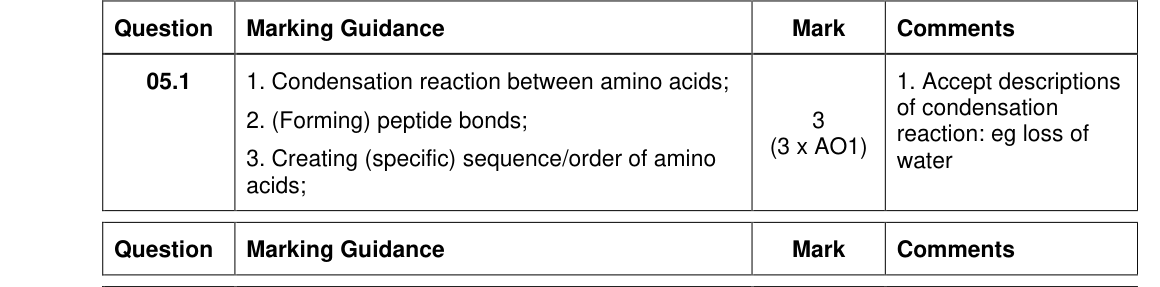 Question Marking Guidance Mark Comments
05.1 1. Condensation reaction between amino acids;
2. (Forming) peptide bonds;
3. Creating (specific) sequence/order of amino
acids;
3
(3 x AO1)
1. Accept descriptions
of condensation
reaction: eg loss of
water
Question Marking Guidance Mark Comments